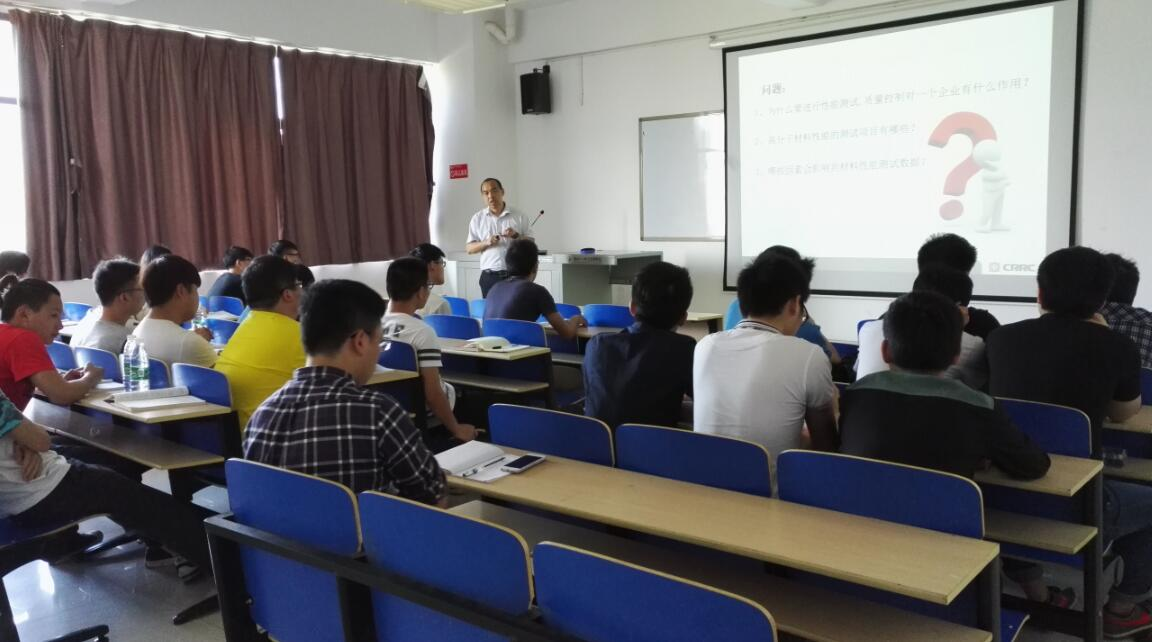 问题：
1、为什么要进行性能测试,质量控制对一个企业有什么作用？
2、高分子材料性能的测试项目有哪些？
3、哪些因素会影响到材料性能测试数据？
CRRC